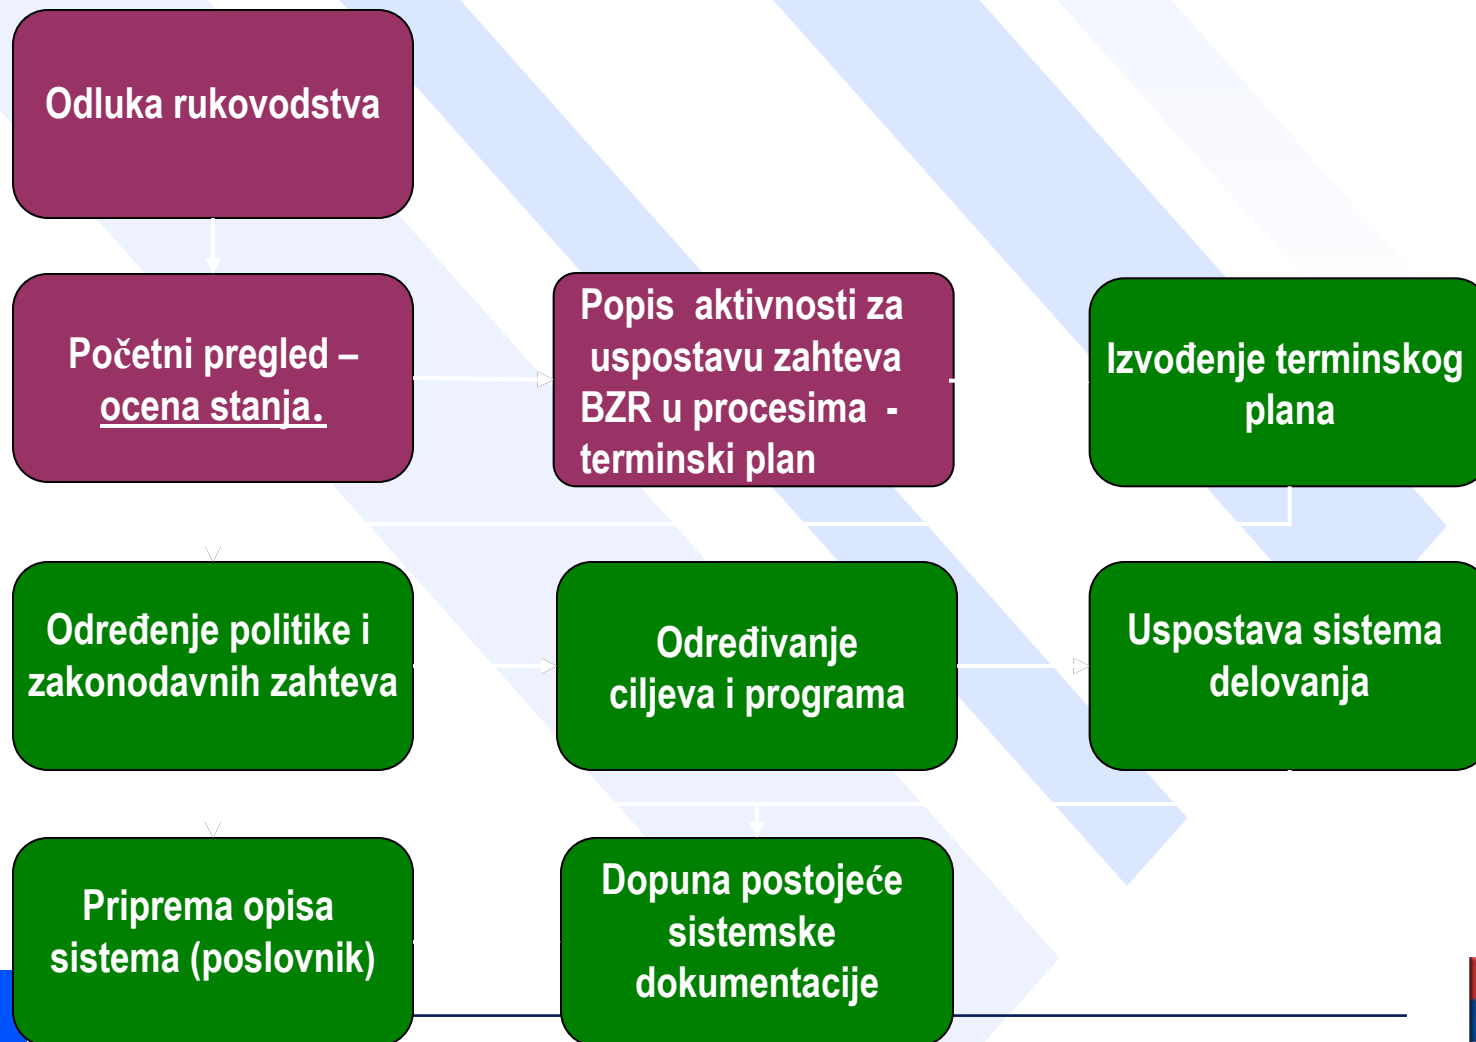 Odluka rukovodstva
Početni pregled –
ocena stanja.
Popis aktivnosti za
uspostavu zahteva
BZR u procesima -
terminski plan
Izvođenje terminskog
plana
Određenje politike i
zakonodavnih zahteva
Određivanje
ciljeva i programa
Uspostava sistema
delovanja
Priprema opisa
sistema (poslovnik)
Dopuna postojeće
sistemske
dokumentacije